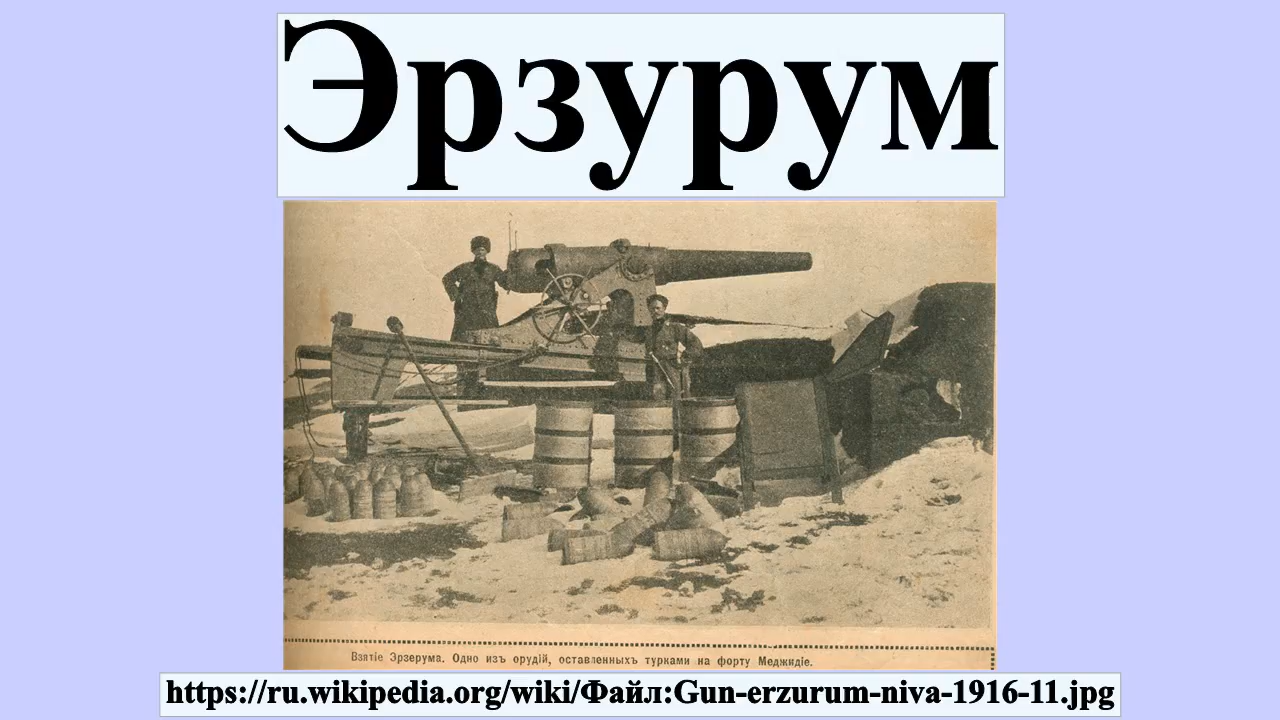 Эрзурум
Взятіе Эрзерума. Одно изъ орудій, оставленныхъ турками на форту Меджидіе.
https://ru.wikipedia.org/wiki/Файл:Gun-erzurum-niva-1916-11.jpg